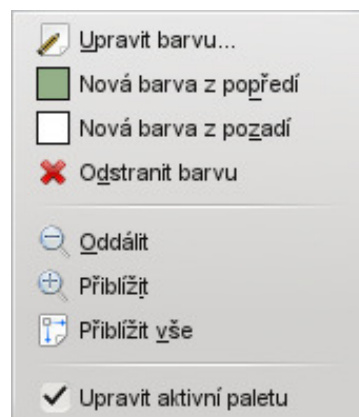 Upravit barvu...
Nová barva z popředí
Nová barva z pozadí
Odstranit barvu
Oddálit
Přiblížit
Přiblížit vše
Upravit aktivní paletu